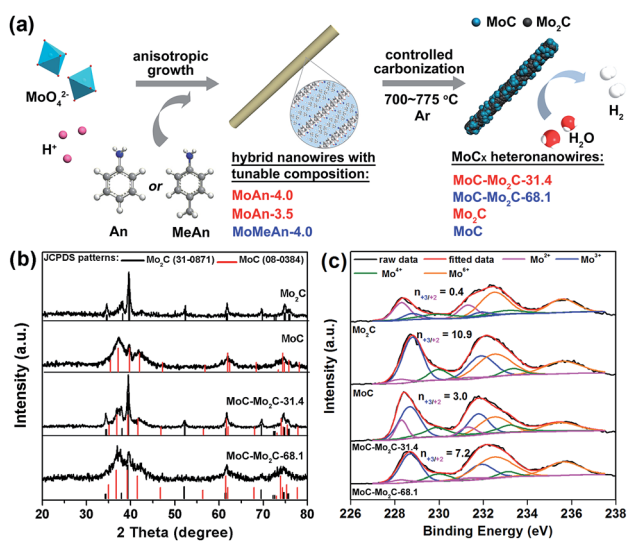 (a)
MoC Mo₂C
anisotropic
growth
controlled
carbonization
700~775 °C
Ar
MoO₄²⁻
H⁺
H₂
H₂O
An or MeAn
hybrid nanowires with
tunable composition:
MoAn-4.0
MoAn-3.5
MoMeAn-4.0
MoCx heteronanowires:
MoC-Mo₂C-31.4
MoC-Mo₂C-68.1
Mo₂C
MoC
(b)
JCPDS patterns: Mo₂C (31-0871) MoC (08-0384)
Mo₂C
MoC
MoC-Mo₂C-31.4
MoC-Mo₂C-68.1
Intensity (a.u.)
20 30 40 50 60 70 80
2 Theta (degree)
(c)
raw data fitted data Mo²⁺ Mo³⁺
Mo⁴⁺ Mo⁶⁺
n+3/+2 = 0.4
Mo₂C
n+3/+2 = 10.9
MoC
n+3/+2 = 3.0
MoC-Mo₂C-31.4
n+3/+2 = 7.2
MoC-Mo₂C-68.1
Intensity (a.u.)
226 228 230 232 234 236 238
Binding Energy (eV)